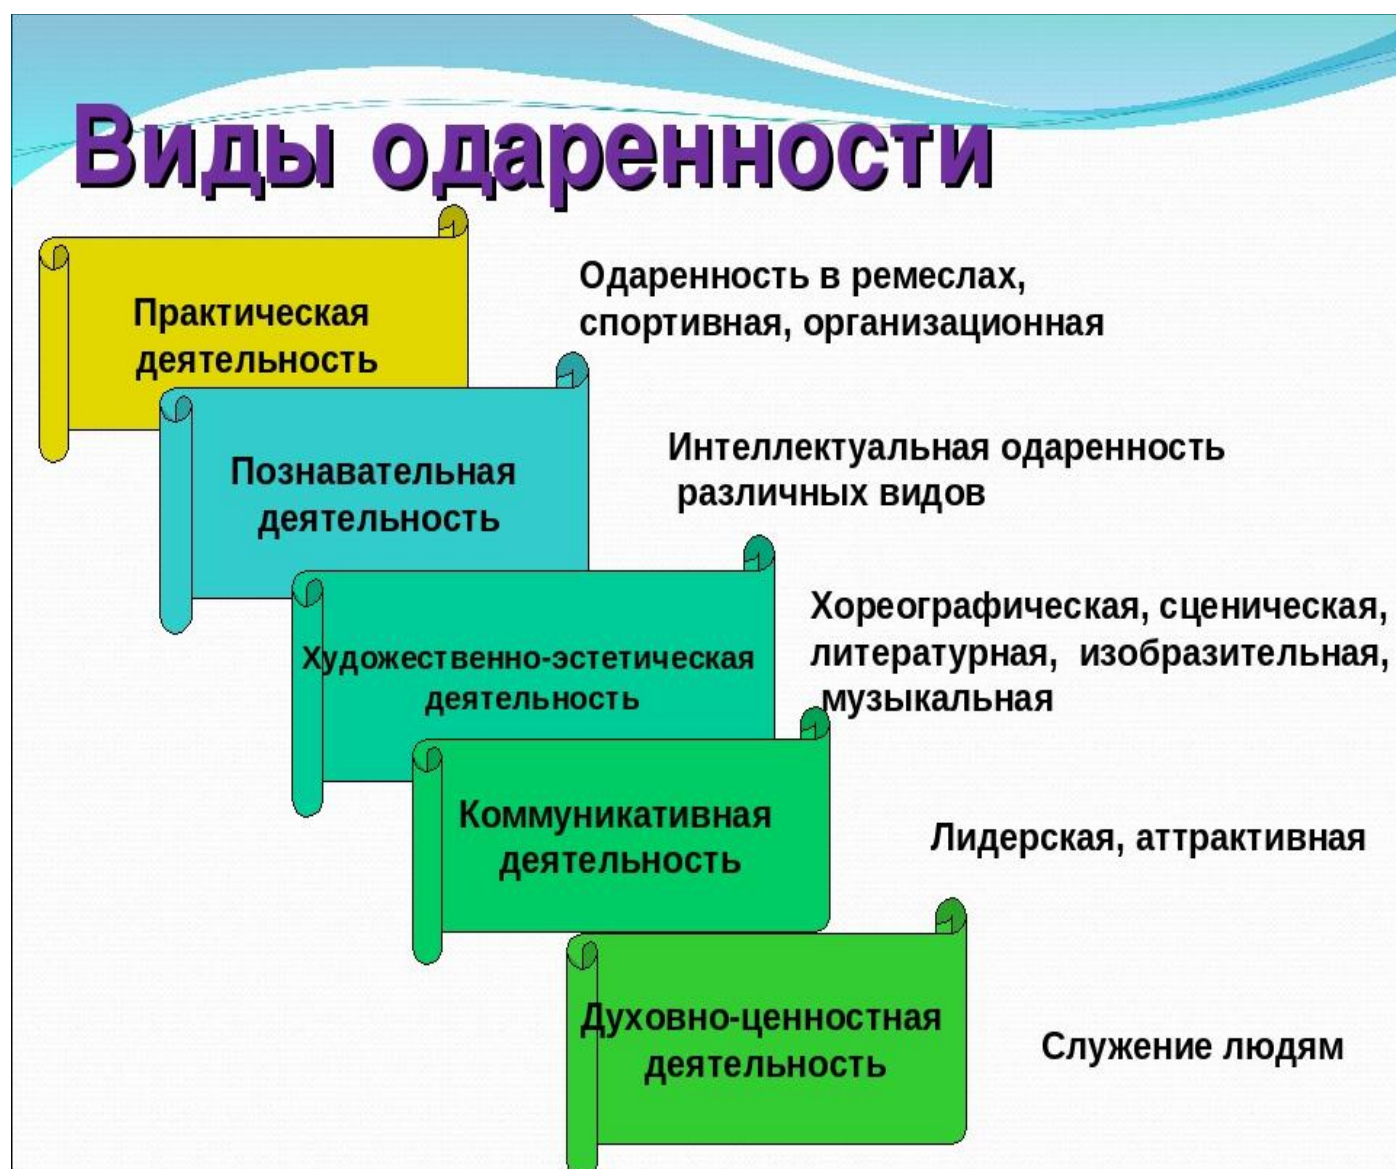 Виды одаренности
Практическая
деятельность
Одаренность в ремеслах,
спортивная, организационная
Познавательная
деятельность
Интеллектуальная одаренность
различных видов
Художественно-эстетическая
деятельность
Хореографическая, сценическая,
литературная, изобразительная,
музыкальная
Коммуникативная
деятельность
Лидерская, аттрактивная
Духовно-ценностная
деятельность
Служение людям